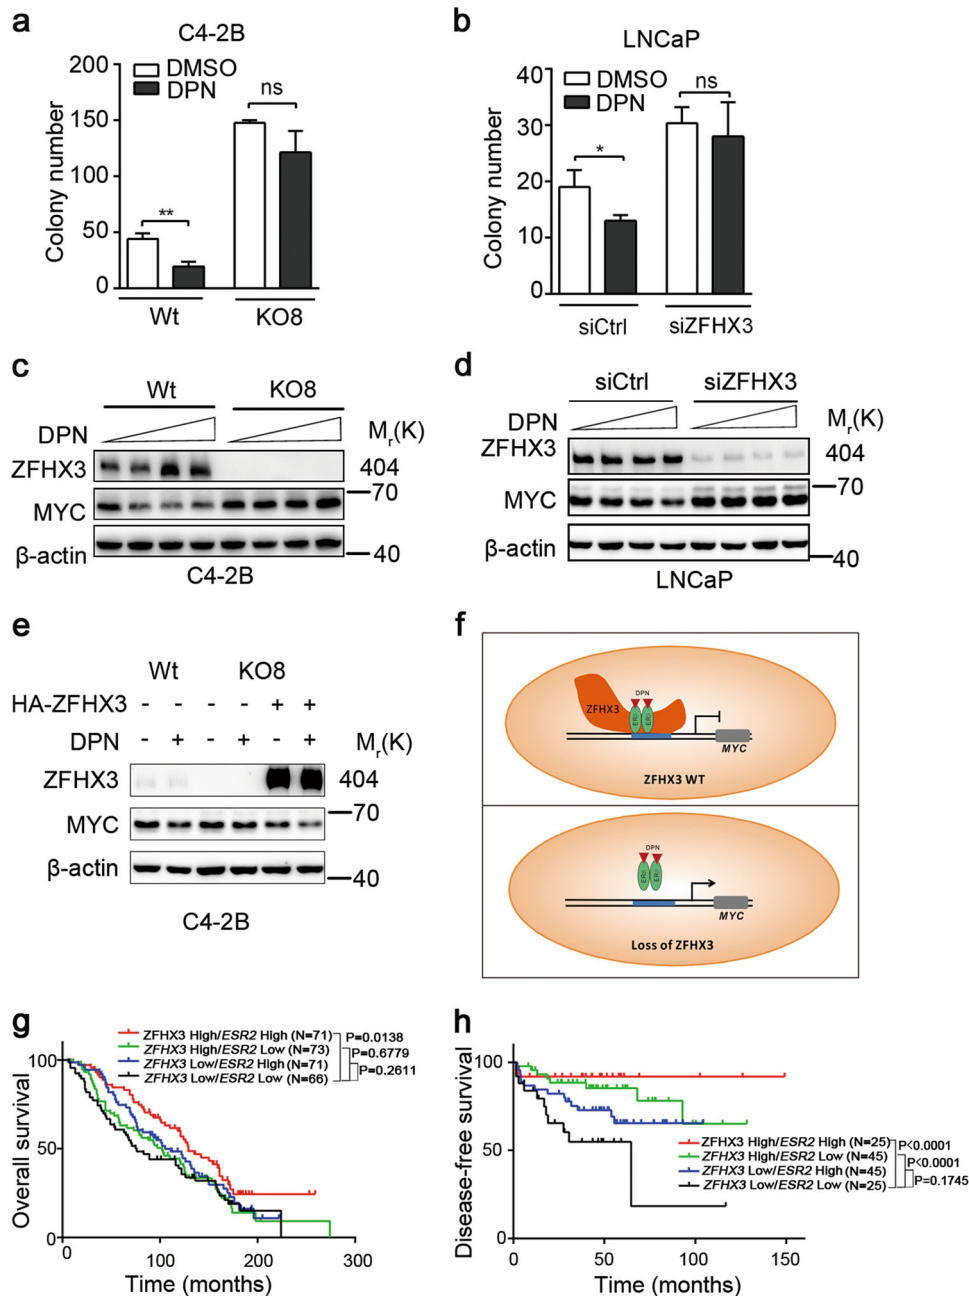 a
C4-2B
DMSO
DPN
Colony number
200
150
100
50
0
**
ns
Wt
KO8
b
LNCaP
DMSO
DPN
Colony number
40
30
20
10
0
*
ns
siCtrl
siZFHX3
c
Wt
KO8
DPN
Mr(K)
ZFHX3
404
MYC
70
β-actin
40
C4-2B
d
siCtrl
siZFHX3
DPN
Mr(K)
ZFHX3
404
MYC
70
β-actin
40
LNCaP
e
Wt
KO8
HA-ZFHX3 - - - - + +
DPN - + - + - +
Mr(K)
ZFHX3
404
MYC
70
β-actin
40
C4-2B
f
DPN
ZFHX3
MYC
ZFHX3 WT
DPN
MYC
Loss of ZFHX3
g
ZFHX3 High/ESR2 High (N=71)
ZFHX3 High/ESR2 Low (N=73)
ZFHX3 Low/ESR2 High (N=71)
ZFHX3 Low/ESR2 Low (N=66)
P=0.0138
P=0.6779
P=0.2611
Overall survival
100
50
0
0 100 200 300
Time (months)
h
ZFHX3 High/ESR2 High (N=25)
ZFHX3 High/ESR2 Low (N=45)
ZFHX3 Low/ESR2 High (N=45)
ZFHX3 Low/ESR2 Low (N=25)
P<0.0001
P<0.0001
P=0.1745
Disease-free survival
100
50
0
0 50 100 150
Time (months)